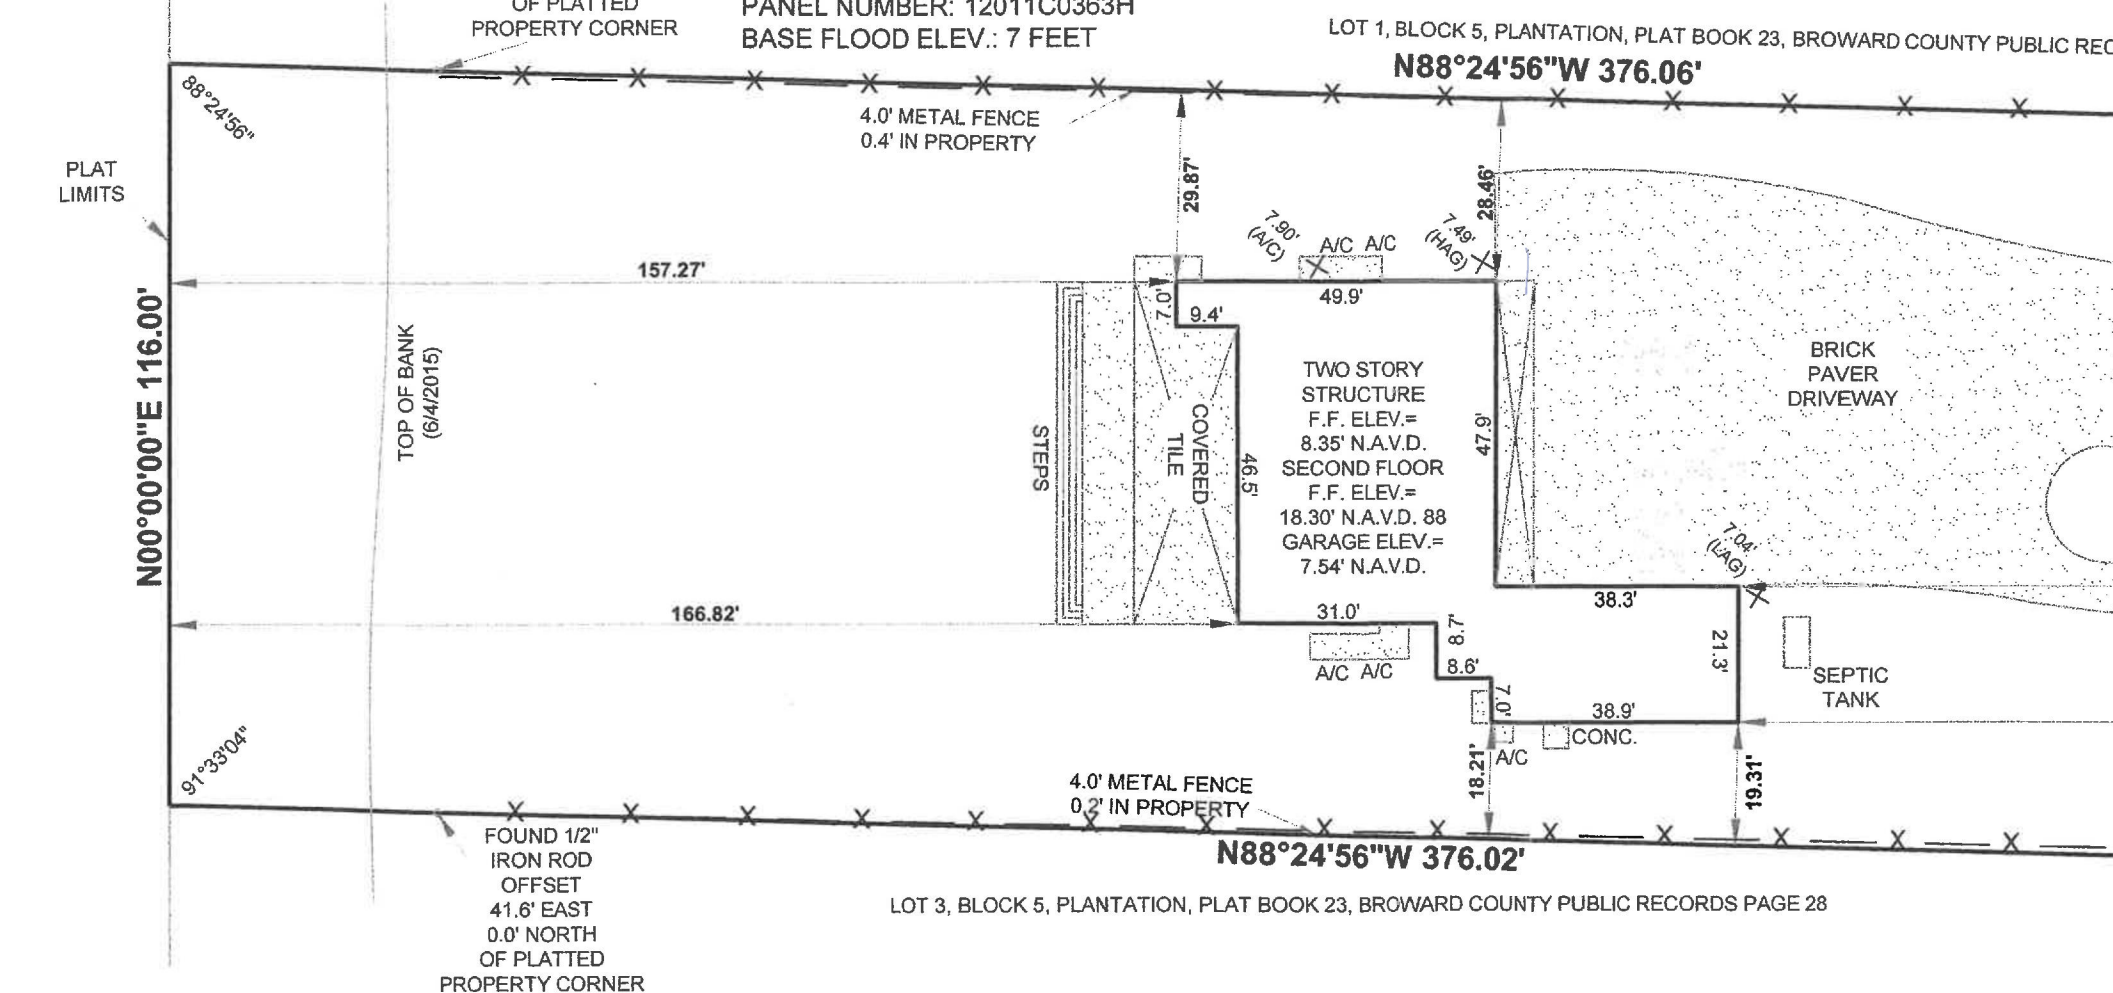 OF PLATTED
PROPERTY CORNER
PANEL NUMBER: 12011C0363H
BASE FLOOD ELEV.: 7 FEET
LOT 1, BLOCK 5, PLANTATION, PLAT BOOK 23, BROWARD COUNTY PUBLIC REC
N88°24'56"W 376.06'
88°24'56"
4.0' METAL FENCE
0.4' IN PROPERTY
PLAT
LIMITS
29.87'
28.46'
7.90'
(A/C)
A/C A/C
7.49'
(HAG)
157.27'
49.9'
7.0'
9.4'
N00°00'00"E 116.00'
TOP OF BANK
(6/4/2015)
STEPS
COVERED
TILE
46.5'
TWO STORY
STRUCTURE
F.F. ELEV.=
8.35' N.A.V.D.
SECOND FLOOR
F.F. ELEV.=
18.30' N.A.V.D. 88
GARAGE ELEV.=
7.54' N.A.V.D.
47.9'
BRICK
PAVER
DRIVEWAY
7.04'
(LAG)
166.82'
31.0'
38.3'
8.7'
8.6'
21.3'
A/C A/C
SEPTIC
TANK
7.0'
38.9'
CONC.
A/C
18.21'
19.31'
91°33'04"
4.0' METAL FENCE
0.2' IN PROPERTY
N88°24'56"W 376.02'
FOUND 1/2"
IRON ROD
OFFSET
41.6' EAST
0.0' NORTH
OF PLATTED
PROPERTY CORNER
LOT 3, BLOCK 5, PLANTATION, PLAT BOOK 23, BROWARD COUNTY PUBLIC RECORDS PAGE 28